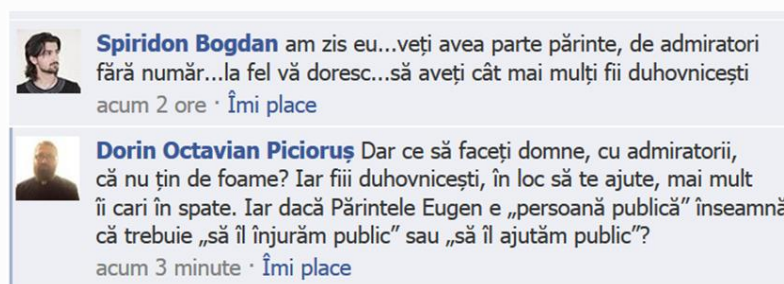 Spiridon Bogdan am zis eu...veți avea parte părinte, de admiratori
fără număr...la fel vă doresc...să aveți cât mai mulți fii duhovnicești
acum 2 ore · Îmi place
Dorin Octavian Picioruș Dar ce să faceți domne, cu admiratorii,
că nu țin de foame? Iar fiii duhovnicești, în loc să te ajute, mai mult
îi cari în spate. Iar dacă Părintele Eugen e „persoană publică” înseamnă
că trebuie „să îl înjurăm public” sau „să îl ajutăm public”?
acum 3 minute · Îmi place